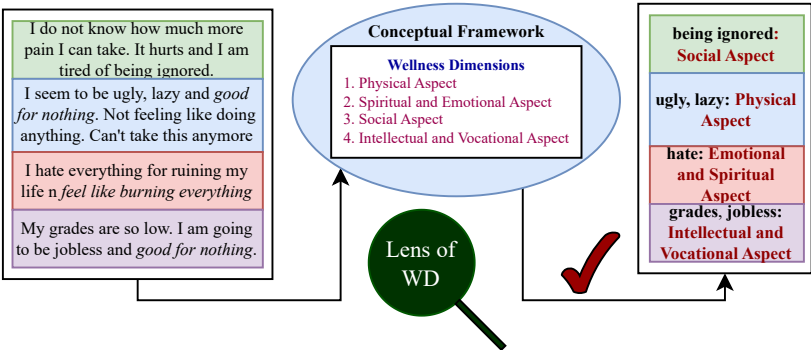 I do not know how much more
pain I can take. It hurts and I am
tired of being ignored.
I seem to be ugly, lazy and good
for nothing. Not feeling like doing
anything. Can't take this anymore
I hate everything for ruining my
life n feel like burning everything
My grades are so low. I am going
to be jobless and good for nothing.
Conceptual Framework
Wellness Dimensions
1. Physical Aspect
2. Spiritual and Emotional Aspect
3. Social Aspect
4. Intellectual and Vocational Aspect
Lens of
WD
being ignored:
Social Aspect
ugly, lazy: Physical
Aspect
hate: Emotional
and Spiritual
Aspect
grades, jobless:
Intellectual and
Vocational Aspect